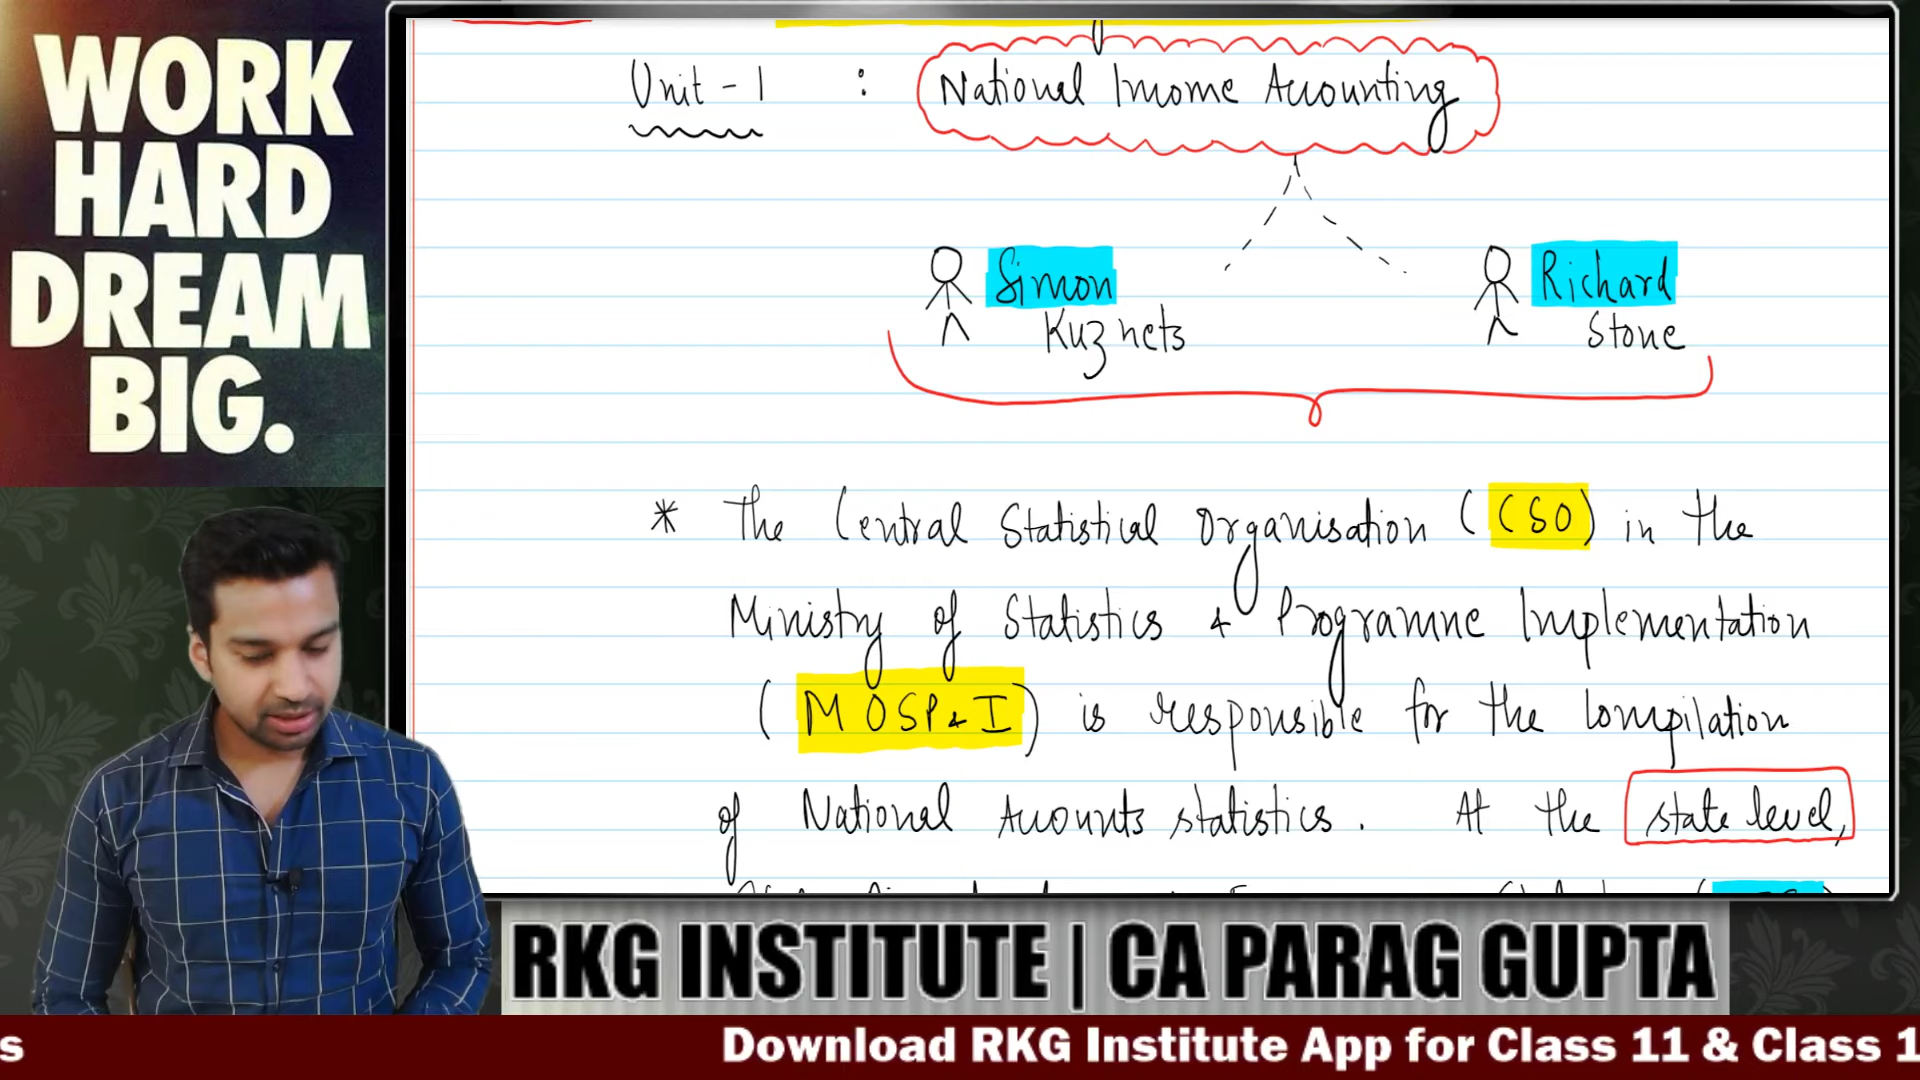 WORK
HARD
DREAM
BIG.
Unit - 1 : National Income Accounting
Simon Richard
Kuznets Stone
* The Central Statistical Organisation (CSO) in the
Ministry of Statistics & Programme Implementation
(MOSP&I) is responsible for the compilation
of National Accounts statistics. At the state level,
RKG INSTITUTE | CA PARAG GUPTA
s Download RKG Institute App for Class 11 & Class 1